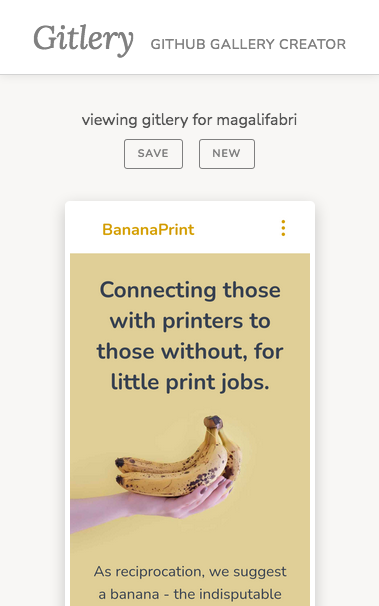 Gitlery GITHUB GALLERY CREATOR
viewing gitlery for magalifabri
SAVE NEW
BananaPrint
Connecting those
with printers to
those without, for
little print jobs.
As reciprocation, we suggest
a banana - the indisputable